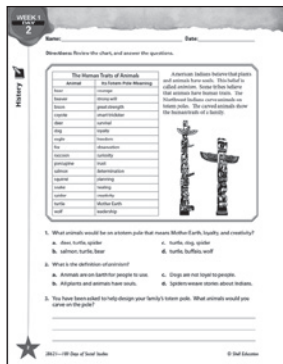 WEEK 1
DAY
2
Name: Date:
Directions: Review the chart, and answer the questions.
History
The Human Traits of Animals
Animal Its Totem Pole Meaning
bear courage
beaver strong will
bison great strength
coyote
deer survival
dog loyalty
eagle freedom
fox observation
raccoon curiosity
porcupine trust
salmon determination
squirrel planning
snake healing
spider creativity
turtle Mother Earth
wolf leadership
American Indians believe that plants
and animals have souls. This belief is
called animism. Some tribes believe
that animals have human traits. The
Northwest Indians carve animals on
totem poles. The carved animals show
the human traits of a family.
1. What animals would be on a totem pole that means Mother Earth, loyalty, and creativity?
a. deer, turtle, spider
c. turtle, dog, spider
b. salmon, turtle, bear
d. turtle, buffalo, wolf
2. What is the definition of animism?
a. Animals are on Earth for people to use.
c. Dogs are not loyal to people.
b. All plants and animals have souls.
d. Spiders weave stories about Indians.
3. You have been asked to help design your family's totem pole. What animals would you
carve on the pole?
—180 Days of Social Studies
© Shell Education